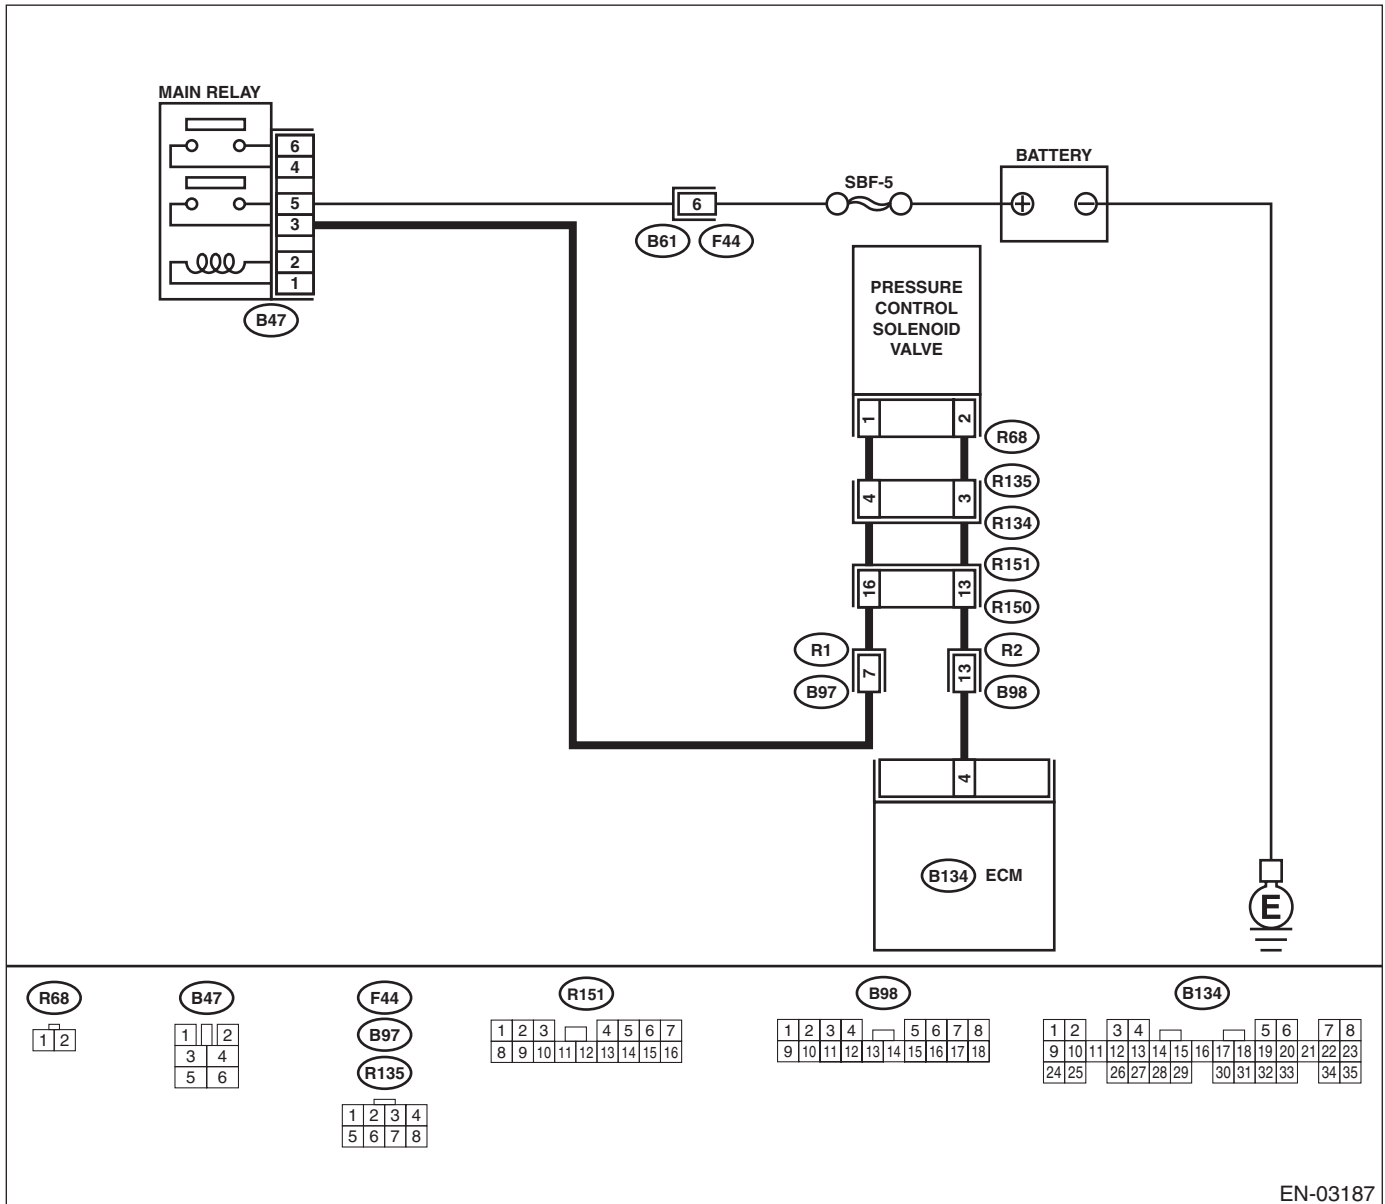 MAIN RELAY
6
4
5
3
2
1
B47
6
B61 F44
SBF-5
BATTERY
PRESSURE
CONTROL
SOLENOID
VALVE
1 2
R68
R135
4 3
R134
R151
16 13
R150
R1 R2
7 13
B97 B98
4
B134 ECM
E
R68
1 2
B47
1 2
3 4
5 6
F44
B97
R135
1 2 3 4
5 6 7 8
R151
1 2 3 4 5 6 7
8 9 10 11 12 13 14 15 16
B98
1 2 3 4 5 6 7 8
9 10 11 12 13 14 15 16 17 18
B134
1 2 3 4 5 6 7 8
9 10 11 12 13 14 15 16 17 18 19 20 21 22 23
24 25 26 27 28 29 30 31 32 33 34 35
EN-03187